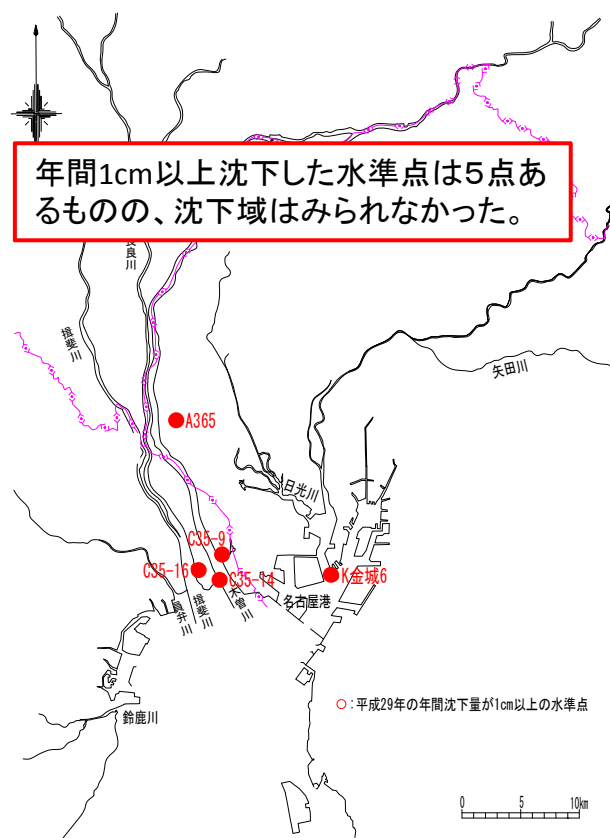 年間1cm以上沈下した水準点は5点あ
るものの、沈下域はみられなかった。
良川
揖斐川
矢田川
A365
日光川
C35-9
C35-16
C35-14
K金城6
名古屋港
揖斐川
木曽川
鈴鹿川
○:平成29年の年間沈下量が1cm以上の水準点
0 5 10km